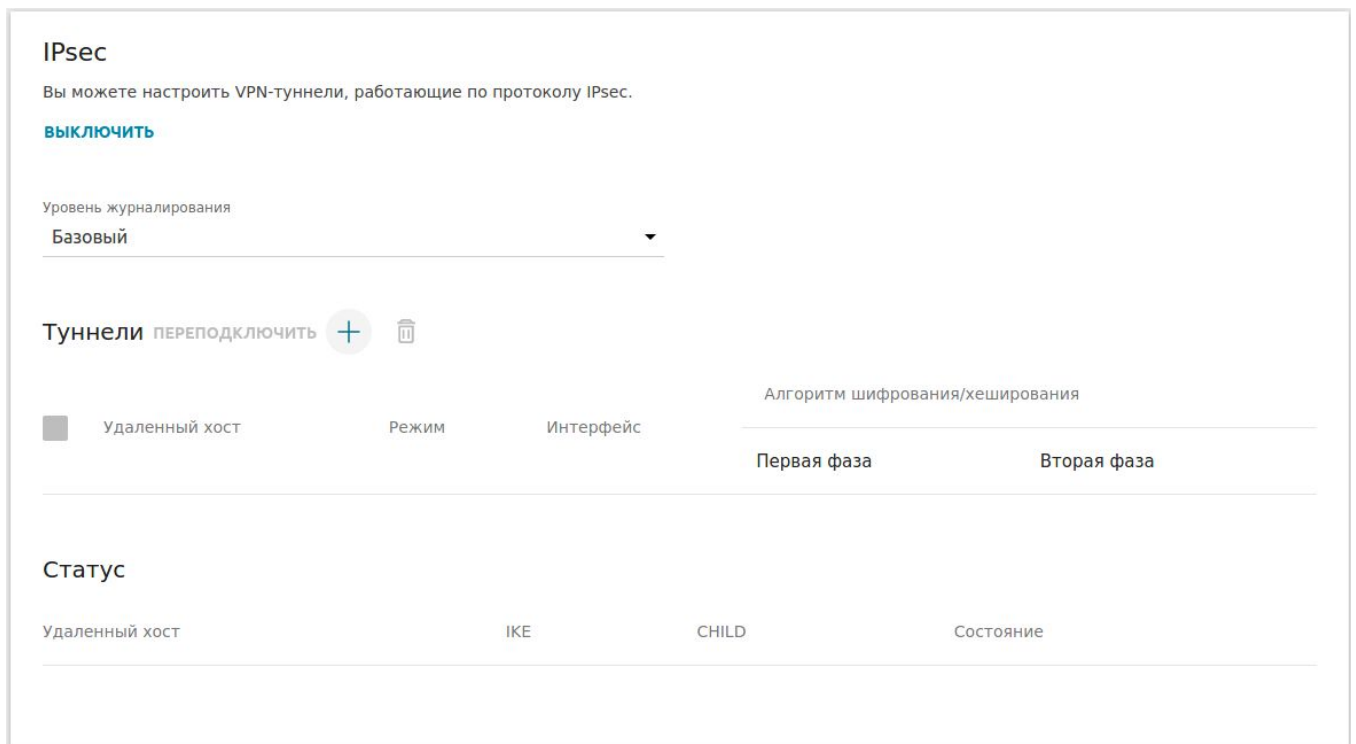 IPsec
Вы можете настроить VPN-туннели, работающие по протоколу IPsec.
ВЫКЛЮЧИТЬ
Уровень журналирования
Базовый
Туннели ПЕРЕПОДКЛЮЧИТЬ
Алгоритм шифрования/хеширования
Удаленный хост Режим Интерфейс
Первая фаза Вторая фаза
Статус
Удаленный хост IKE CHILD Состояние